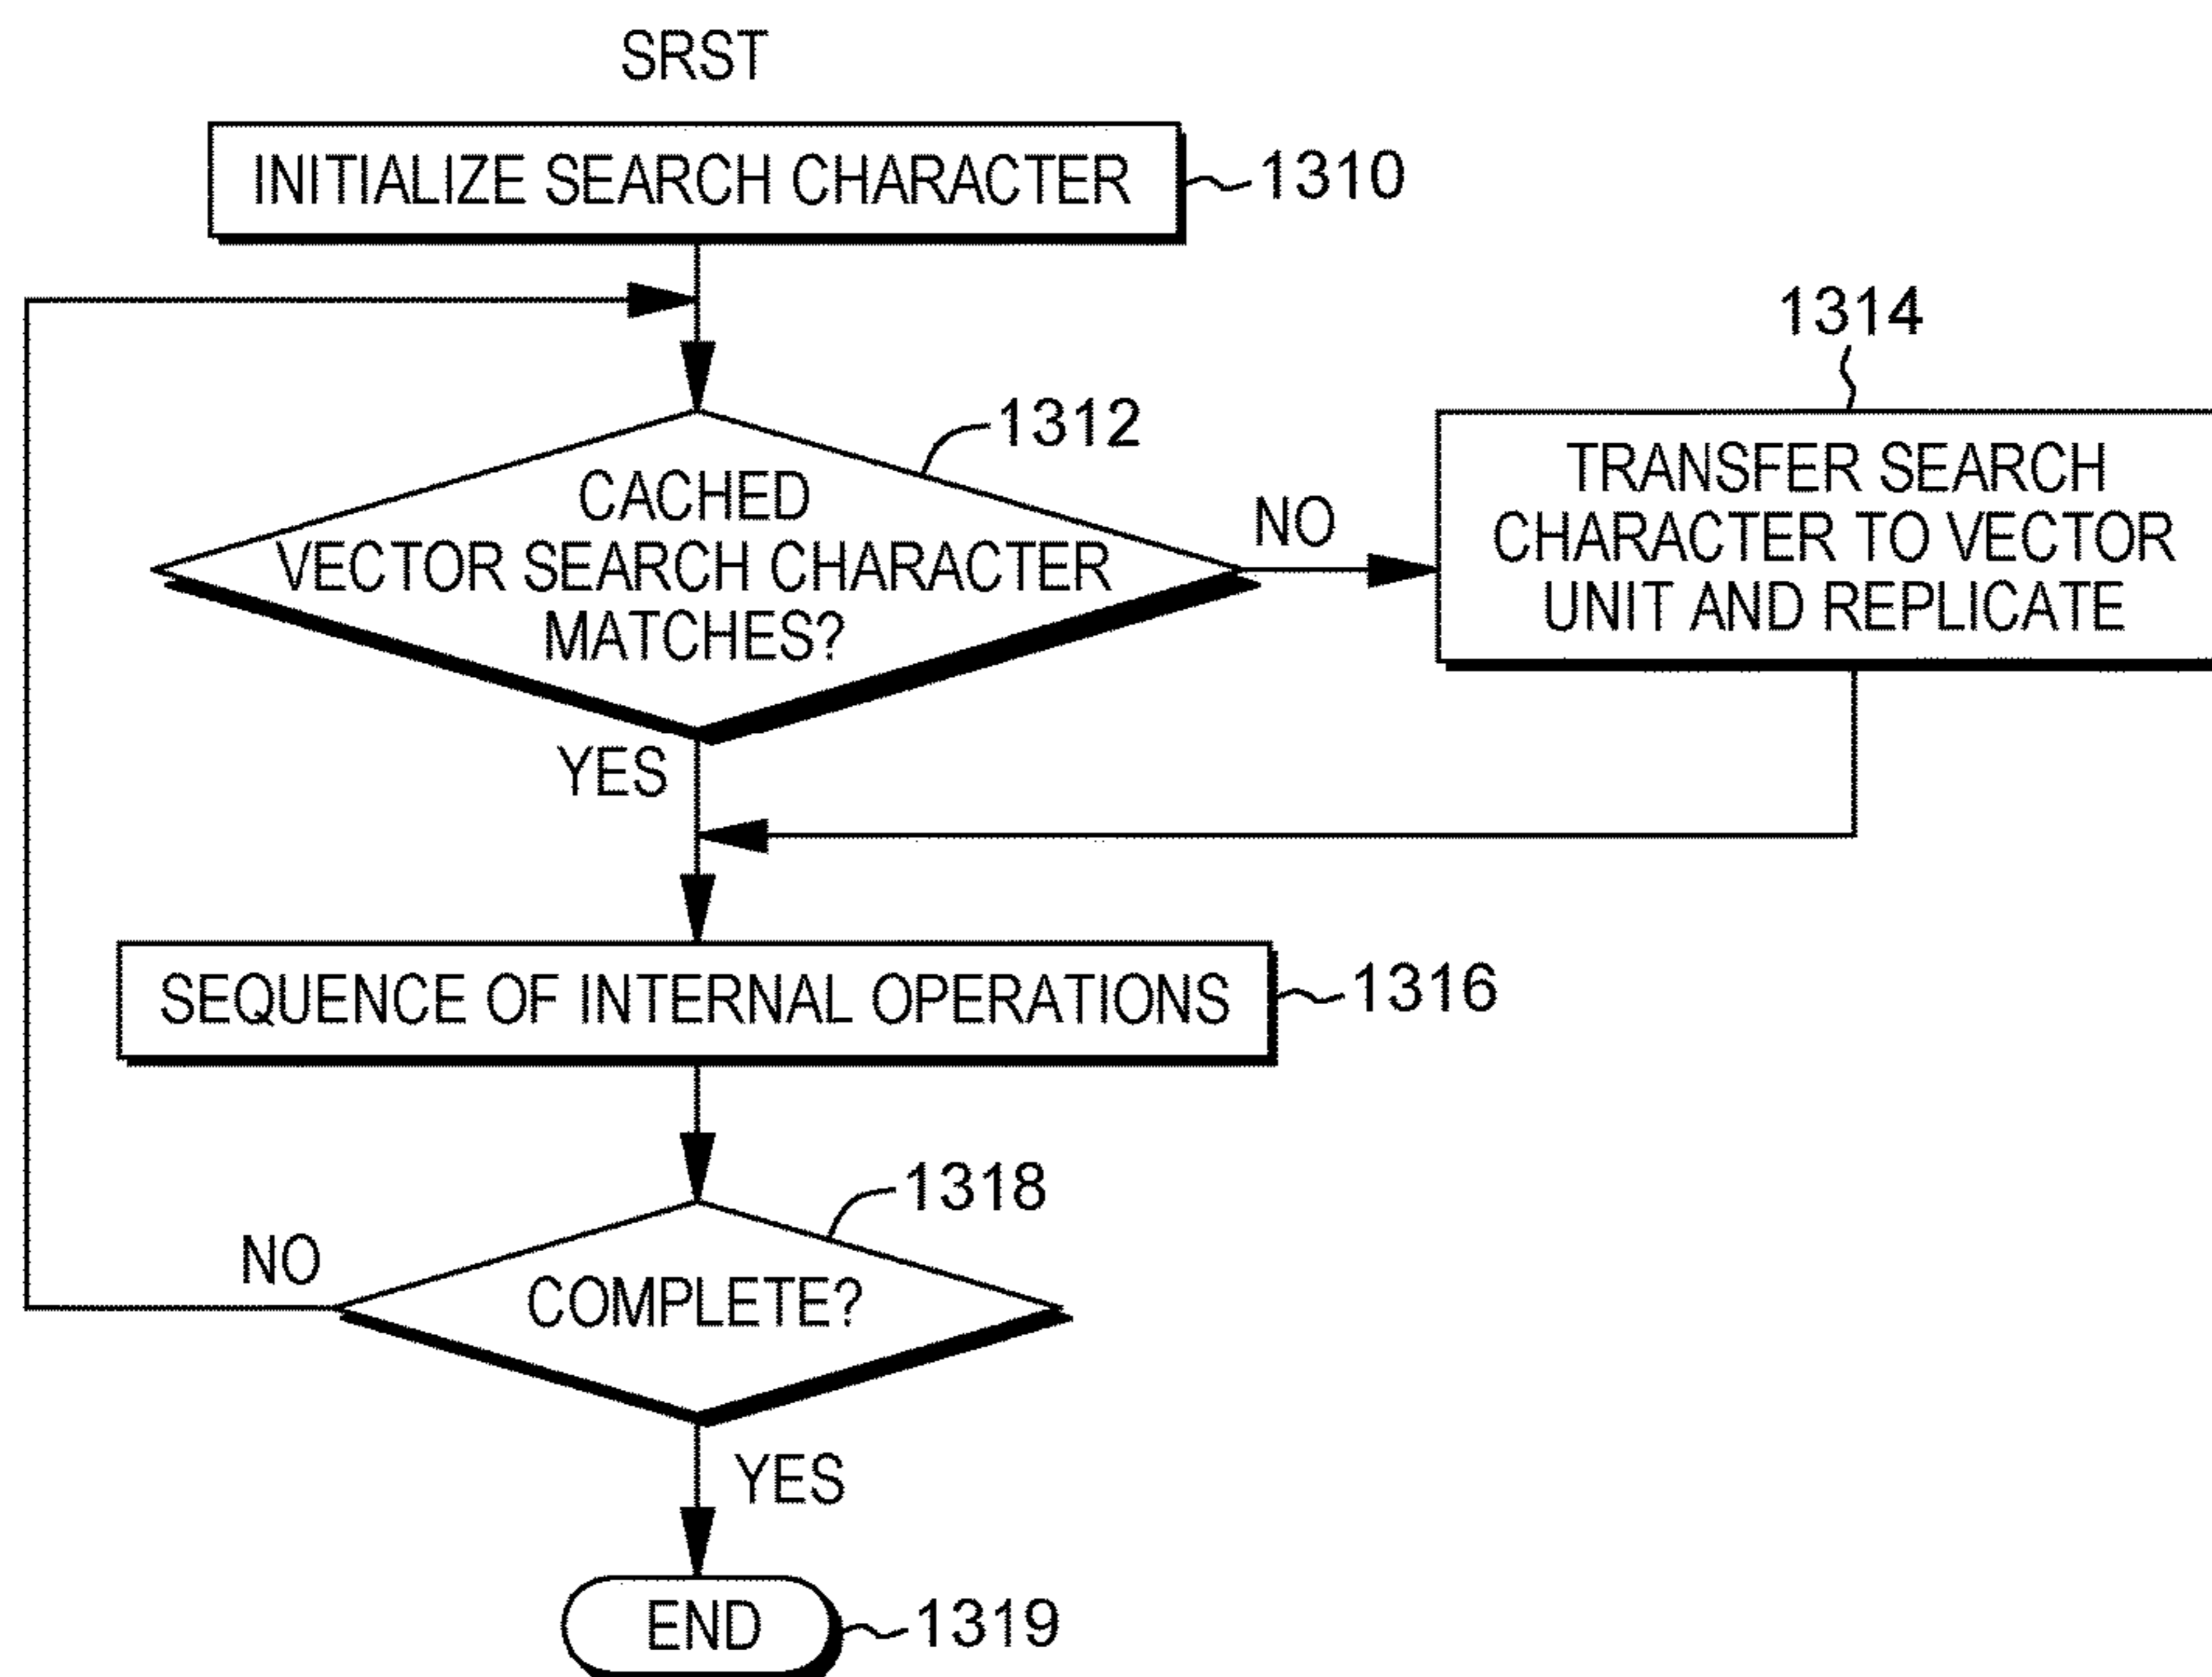 SRST
INITIALIZE SEARCH CHARACTER
1310
1314
1312
CACHED
VECTOR SEARCH CHARACTER
MATCHES?
NO
TRANSFER SEARCH
CHARACTER TO VECTOR
UNIT AND REPLICATE
YES
SEQUENCE OF INTERNAL OPERATIONS
1316
1318
NO
COMPLETE?
YES
END
1319